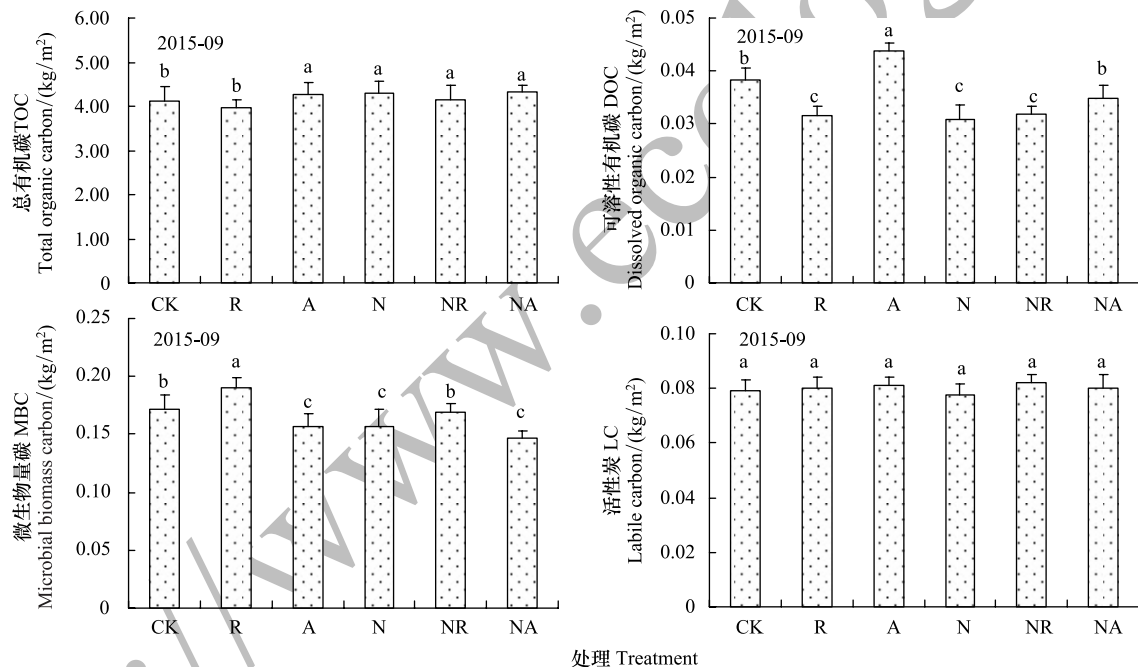 总有机碳TOC
Total organic carbon/(kg/m²)
6.00
5.00
4.00
3.00
2.00
1.00
0
2015-09
b
b
a
a
a
a
CK R A N NR NA
可溶性有机碳 DOC
Dissolved organic carbon/(kg/m²)
0.05
0.04
0.03
0.02
0.01
0
2015-09
b
c
a
c
c
b
CK R A N NR NA
微生物量碳 MBC
Microbial biomass carbon/(kg/m²)
0.25
0.20
0.15
0.10
0.05
0
2015-09
b
a
c
c
b
c
CK R A N NR NA
活性炭 LC
Labile carbon/(kg/m²)
0.10
0.08
0.06
0.04
0.02
0
2015-09
a
a
a
a
a
a
CK R A N NR NA
处理 Treatment